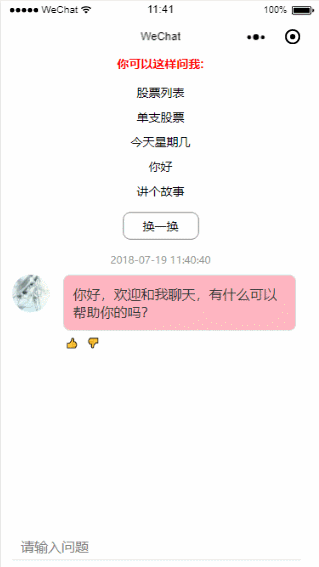 ●●●●● WeChat 11:41 100%
WeChat
你可以这样问我:
股票列表
单支股票
今天星期几
你好
讲个故事
换一换
2018-07-19 11:40:40
你好，欢迎和我聊天，有什么可以
帮助你的吗？
请输入问题